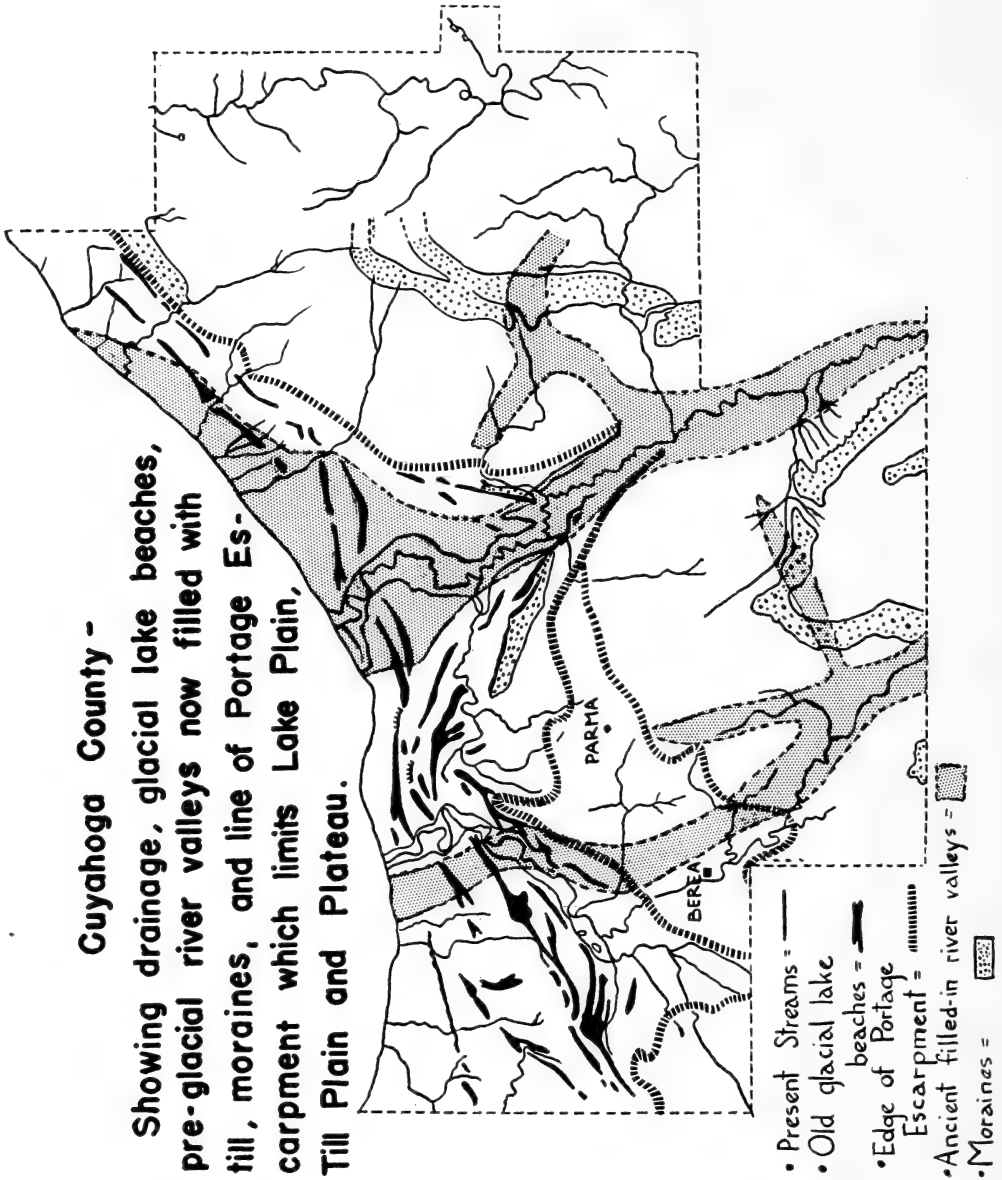 Cuyahoga County -
Showing drainage, glacial lake beaches,
pre-glacial river valleys now filled with
till, moraines, and line of Portage Es-
carpment which limits Lake Plain,
Till Plain and Plateau.
PARMA
BEREA
• Present Streams =
• Old glacial lake
beaches =
• Edge of Portage
Escarpment =
• Ancient filled-in river valleys =
• Moraines =